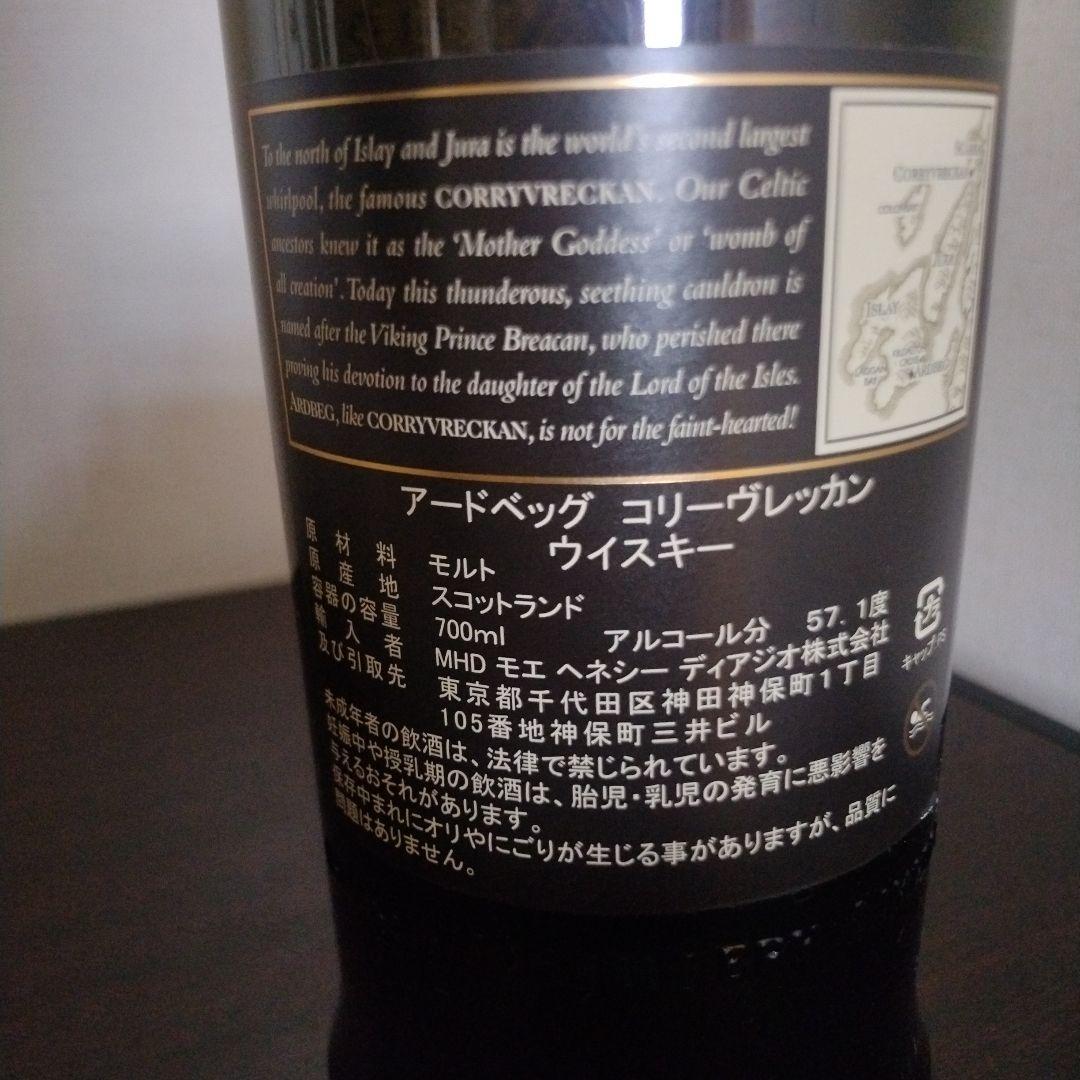 To the north of Islay and Jura is the world's second largest
whirlpool, the famous CORRYVRECKAN. Our Celtic
ancestors knew it as the 'Mother Goddess' or 'womb of
all creation'. Today this thunderous, seething cauldron is
named after the Viking Prince Breacan, who perished there
proving his devotion to the daughter of the Lord of the Isles.
ARDBEG, like CORRYVRECKAN, is not for the faint-hearted!
CORRYVRECKAN
JURA
ISLAY
LAGGAN BAY
ARDBEG
アードベッグ コリーヴレッカン
ウイスキー
原材料 モルト
原産地 スコットランド
容器の容量 700ml アルコール分 57.1度
輸入者 MHD モエ ヘネシー ディアジオ株式会社
及び引取先 東京都千代田区神田神保町1丁目
105番地神保町三井ビル
キャップ PS
未成年者の飲酒は、法律で禁じられています。
妊娠中や授乳期の飲酒は、胎児・乳児の発育に悪影響を
与えるおそれがあります。
保存中まれにオリやにごりが生じる事がありますが、品質に
問題はありません。